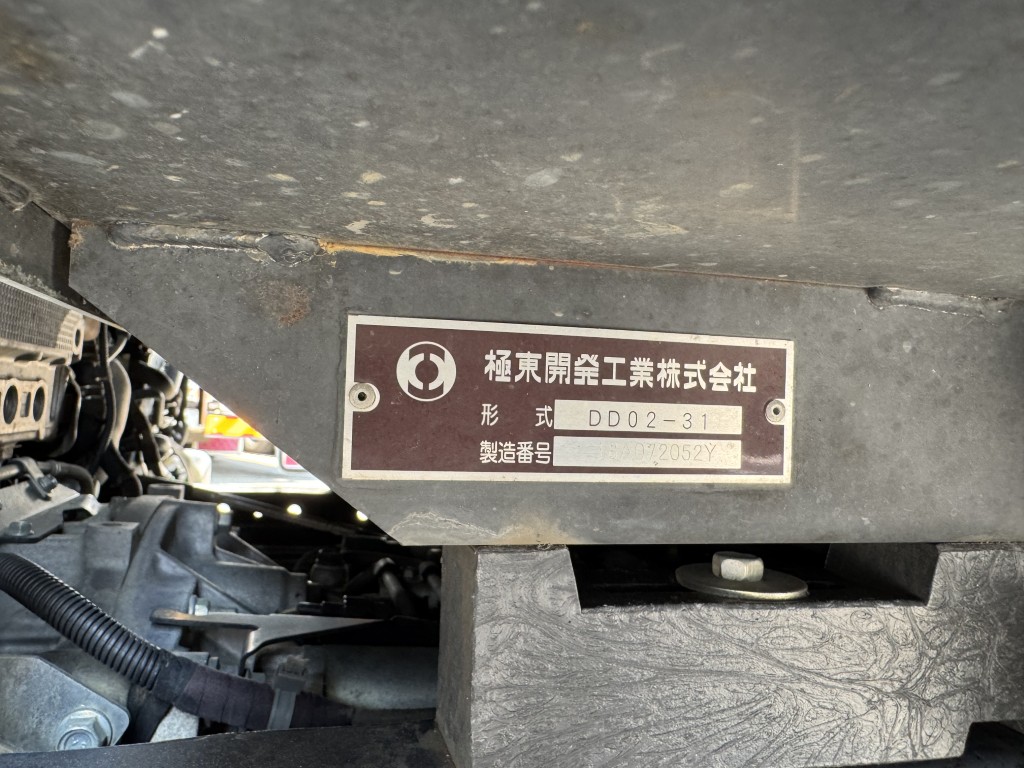 極東開発工業株式会社
形 式 DD02-31
製造番号